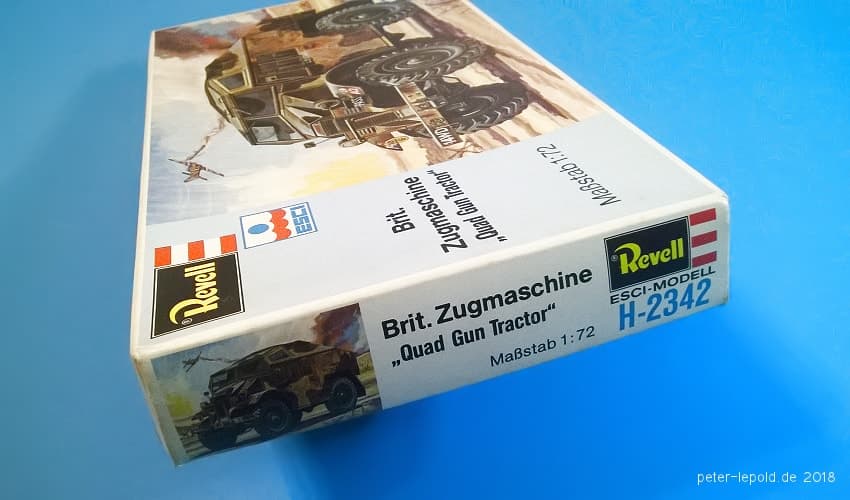 Maßstab 1:72
Brit.
Zugmaschine
„Quad Gun Tractor“
ESCI
Revell
®
Brit. Zugmaschine
„Quad Gun Tractor“
Maßstab 1:72
® Revell
ESCI-MODELL
H-2342
peter-lepold.de 2018